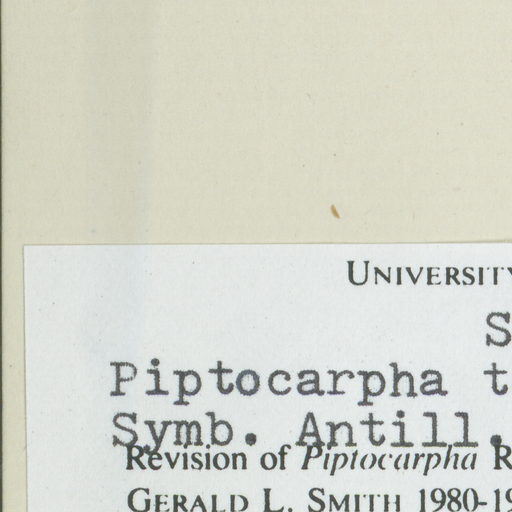 UNIVERSITY
S
Piptocarpha t
Symb. Antill.
Revision of Piptocarpha R
GERALD L. SMITH 1980-19